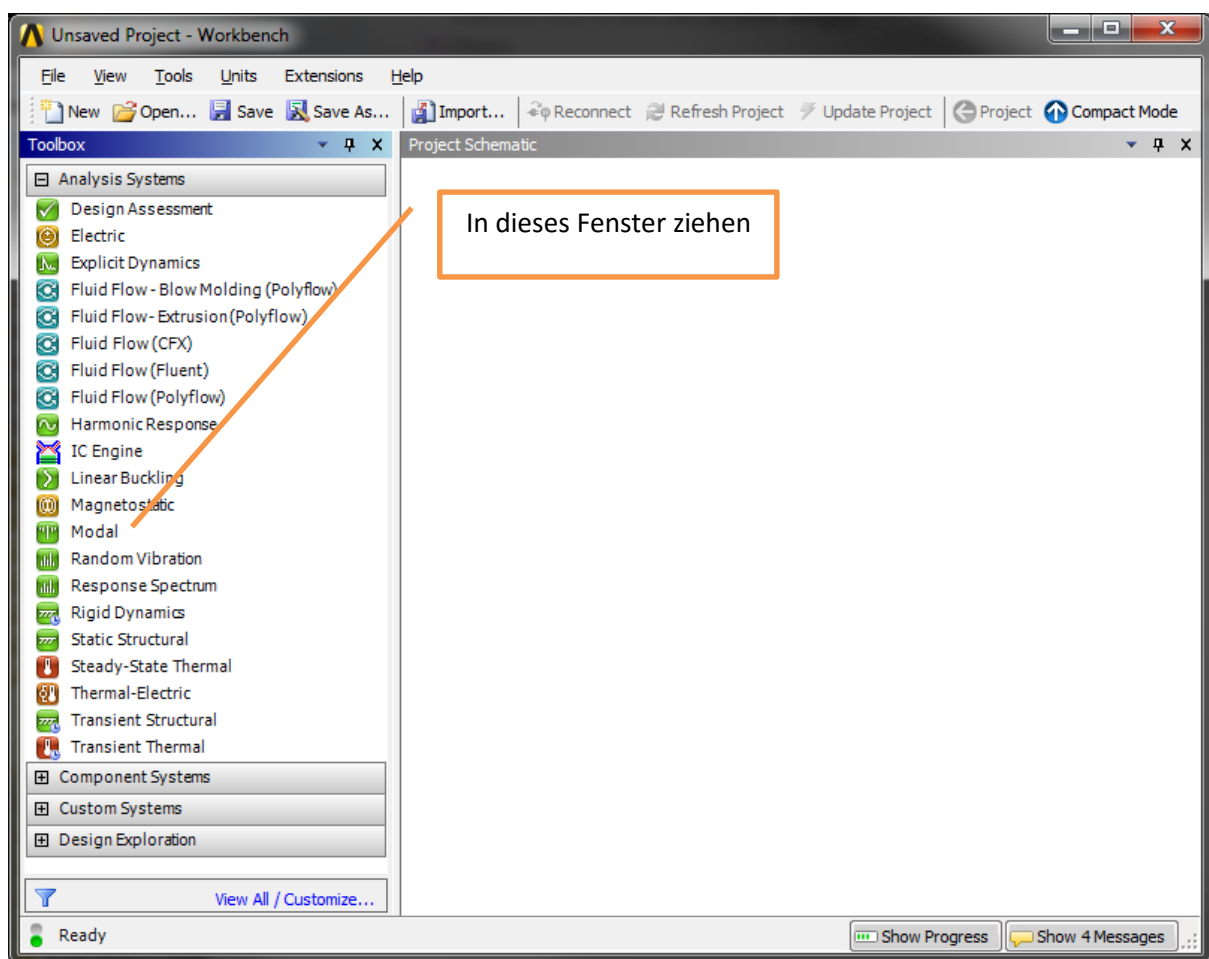 Unsaved Project - Workbench
File View Tools Units Extensions Help
New Open... Save Save As... Import... Reconnect Refresh Project Update Project Project Compact Mode
Toolbox
Project Schematic
Analysis Systems
Design Assessment
Electric
Explicit Dynamics
Fluid Flow - Blow Molding (Polyflow)
Fluid Flow - Extrusion (Polyflow)
Fluid Flow (CFX)
Fluid Flow (Fluent)
Fluid Flow (Polyflow)
Harmonic Response
IC Engine
Linear Buckling
Magnetostatic
Modal
Random Vibration
Response Spectrum
Rigid Dynamics
Static Structural
Steady-State Thermal
Thermal-Electric
Transient Structural
Transient Thermal
Component Systems
Custom Systems
Design Exploration
View All / Customize...
In dieses Fenster ziehen
Ready
Show Progress
Show 4 Messages